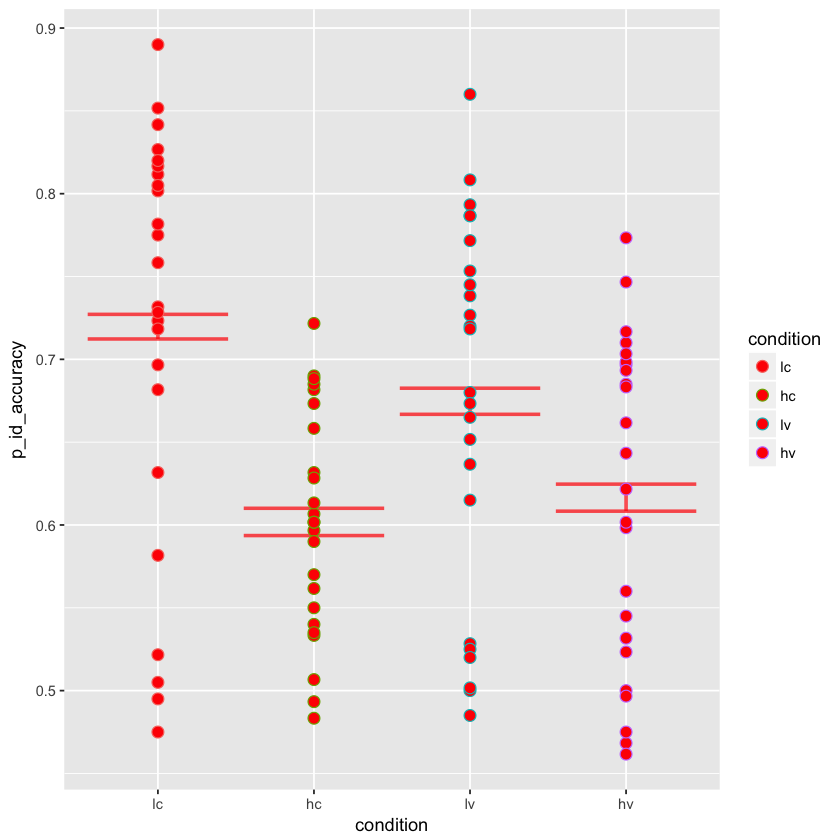 0.9
0.8
0.7
0.6
0.5
p_id_accuracy
lc
hc
lv
hv
condition
condition
lc
hc
lv
hv